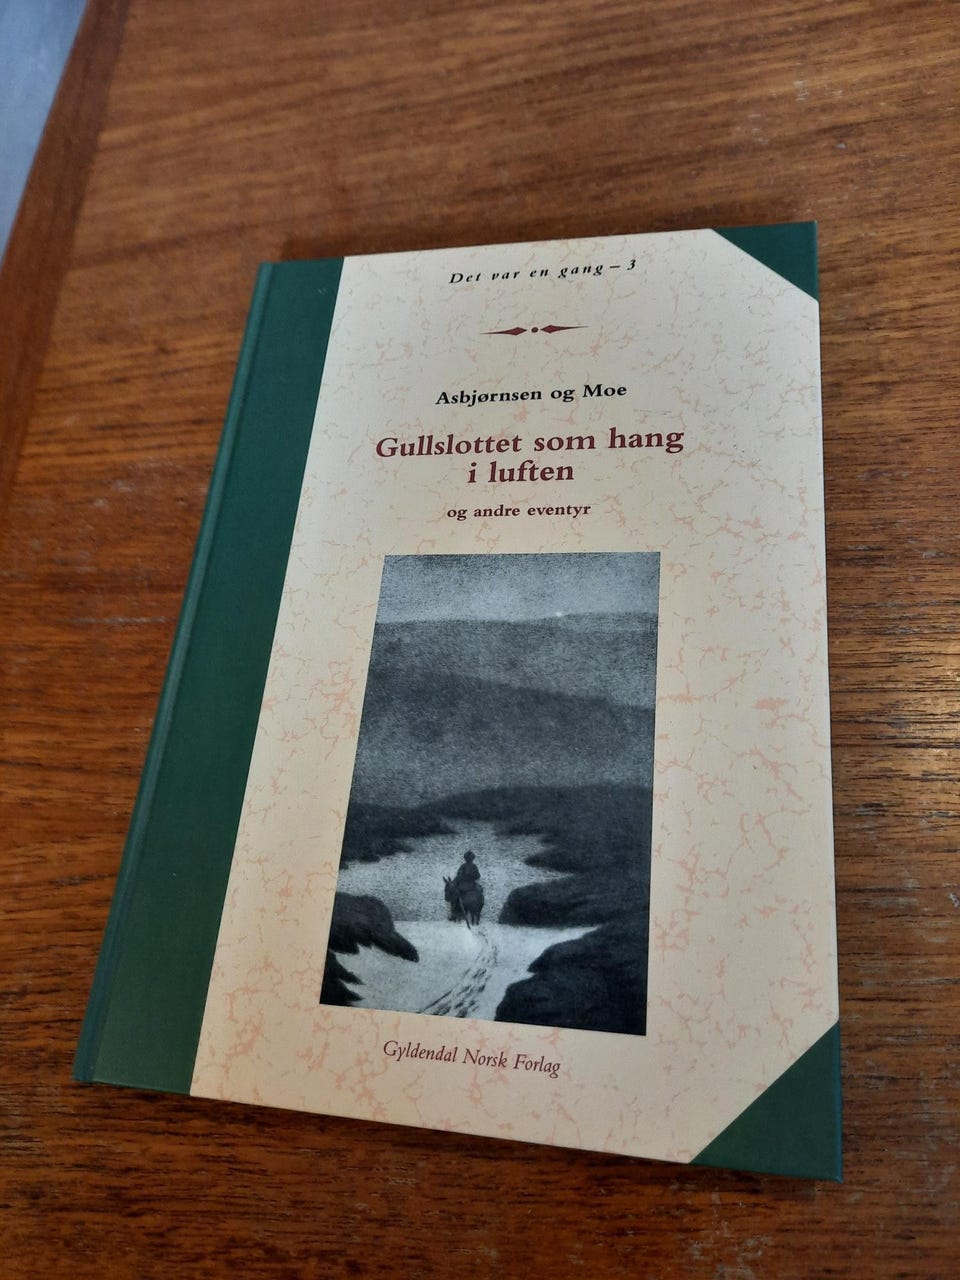 Det var en gang – 3
Asbjørnsen og Moe
Gullslottet som hang
i luften
og andre eventyr
Gyldendal Norsk Forlag